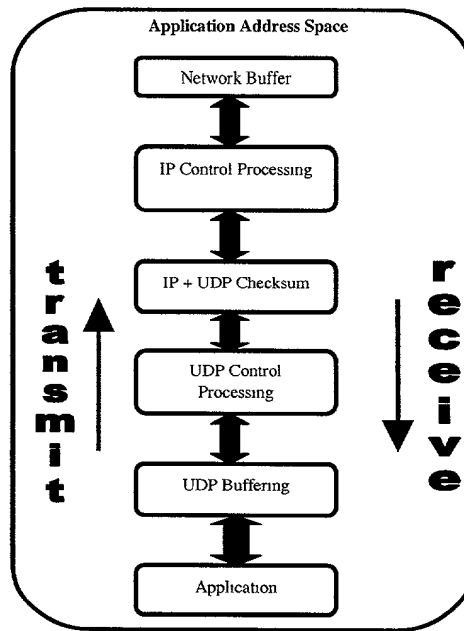 Application Address Space
Network Buffer
IP Control Processing
IP + UDP Checksum
UDP Control
Processing
UDP Buffering
Application
transmit
receive